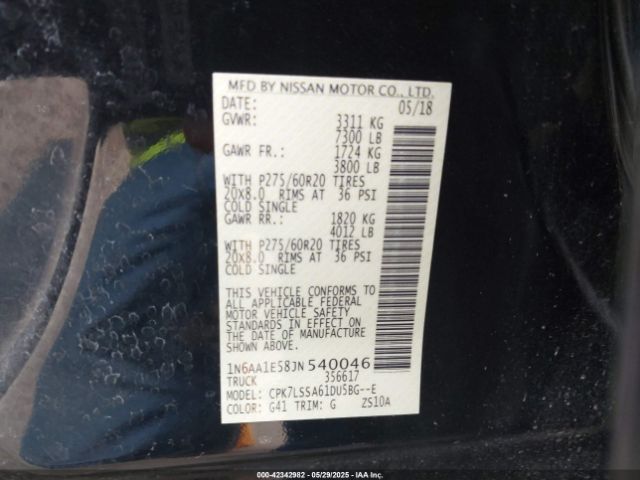 MFD BY NISSAN MOTOR CO., LTD.
DATE: 05/18
GVWR: 3311 KG
7300 LB
GAWR FR.: 1724 KG
3800 LB
WITH P275/60R20 TIRES
20X8.0 RIMS AT 36 PSI
COLD SINGLE
GAWR RR.: 1820 KG
4012 LB
WITH P275/60R20 TIRES
20X8.0 RIMS AT 36 PSI
COLD SINGLE
THIS VEHICLE CONFORMS TO
ALL APPLICABLE FEDERAL
MOTOR VEHICLE SAFETY
STANDARDS IN EFFECT ON
THE DATE OF MANUFACTURE
SHOWN ABOVE.
1N6AA1E58JN540046
TRUCK 356617
MODEL: CPK7LSSA61DU5BG--E
COLOR: G41 TRIM: G ZS10A
000-42342982 - 05/29/2025 - IAA Inc.